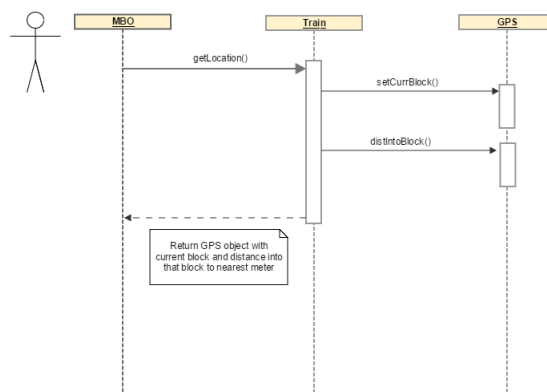 MBO
Train
GPS
getLocation()
setCurrBlock()
distIntoBlock()
Return GPS object with
current block and distance into
that block to nearest meter